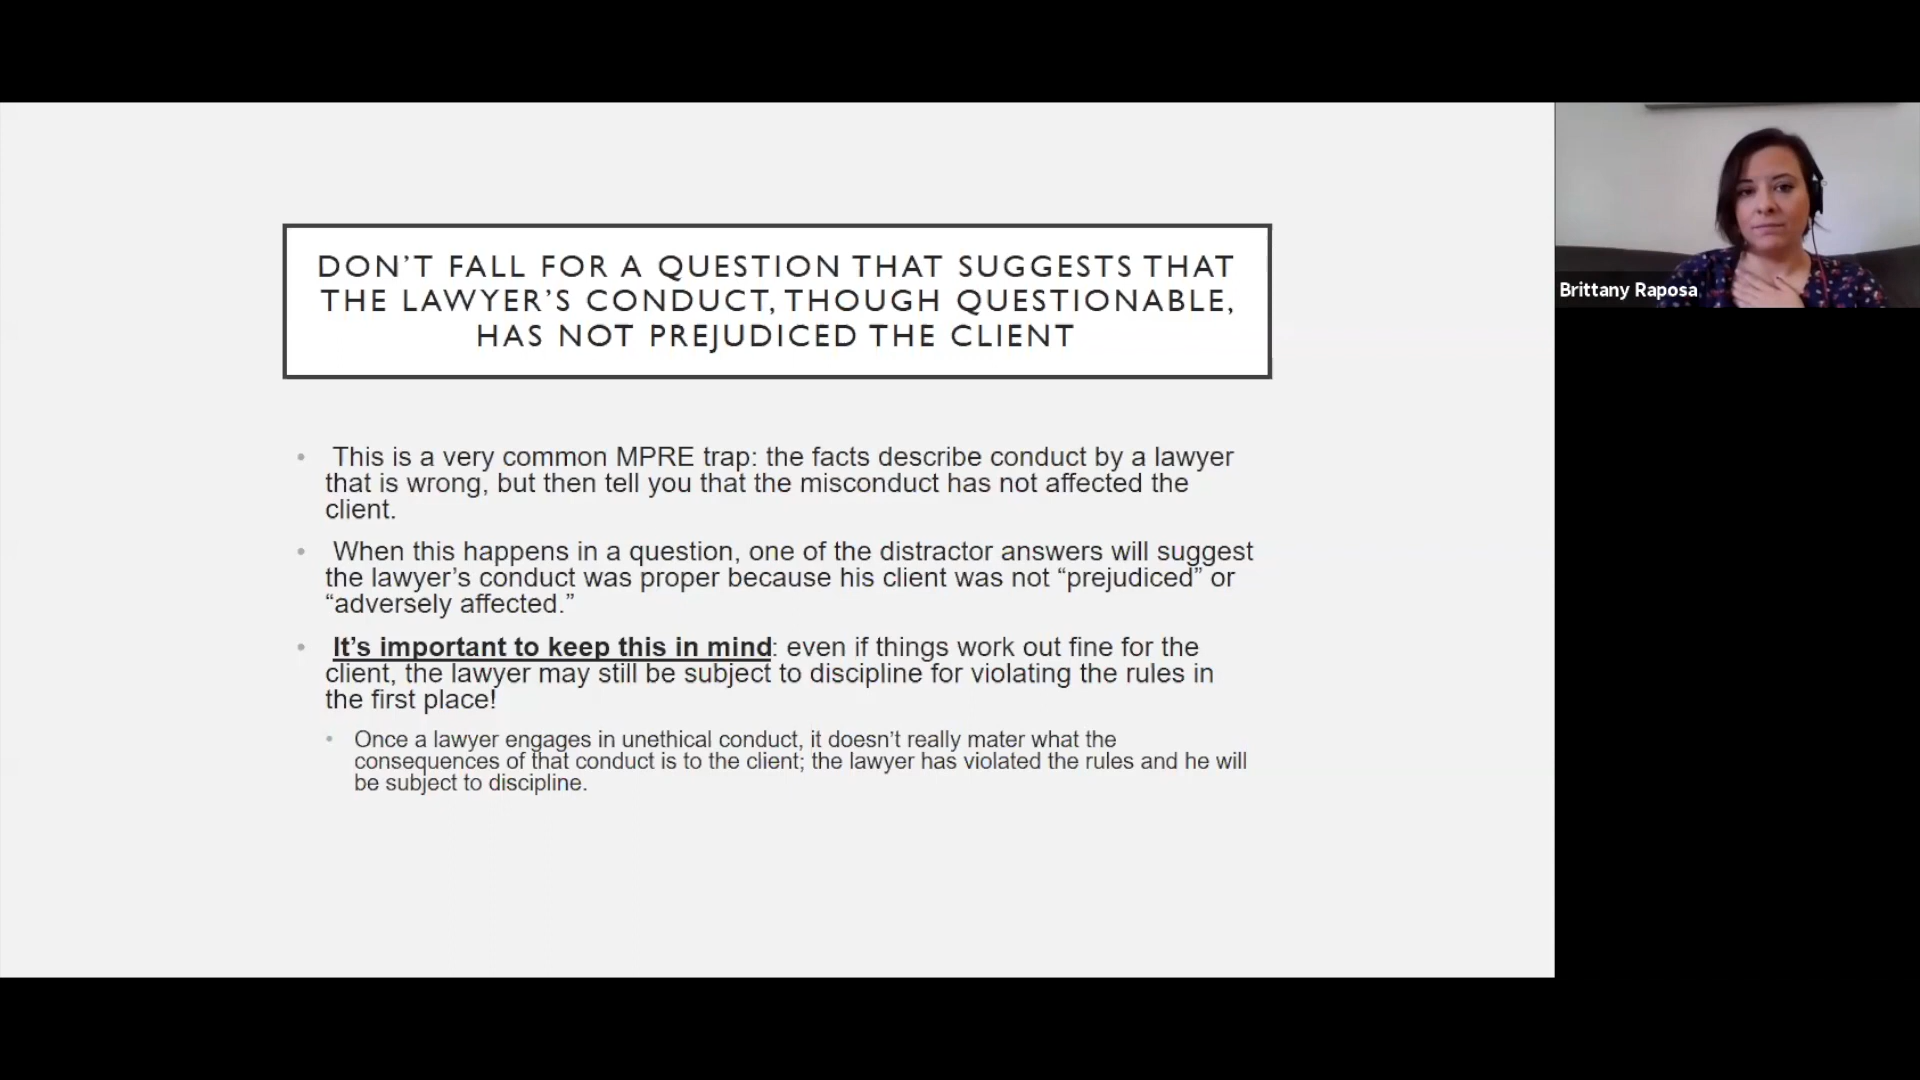 DON’T FALL FOR A QUESTION THAT SUGGESTS THAT
THE LAWYER’S CONDUCT, THOUGH QUESTIONABLE,
HAS NOT PREJUDICED THE CLIENT
• This is a very common MPRE trap: the facts describe conduct by a lawyer
that is wrong, but then tell you that the misconduct has not affected the
client.
• When this happens in a question, one of the distractor answers will suggest
the lawyer’s conduct was proper because his client was not “prejudiced” or
“adversely affected.”
• It’s important to keep this in mind: even if things work out fine for the
client, the lawyer may still be subject to discipline for violating the rules in
the first place!
• Once a lawyer engages in unethical conduct, it doesn’t really mater what the
consequences of that conduct is to the client; the lawyer has violated the rules and he will
be subject to discipline.
Brittany Raposa